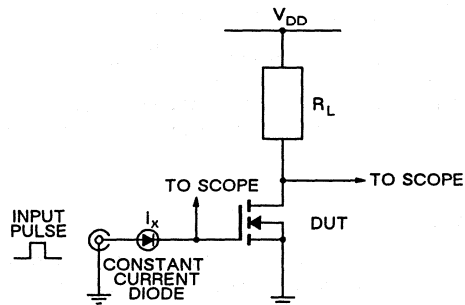 VDD
RL
TO SCOPE
TO SCOPE
INPUT
PULSE
ix
DUT
CONSTANT
CURRENT
DIODE